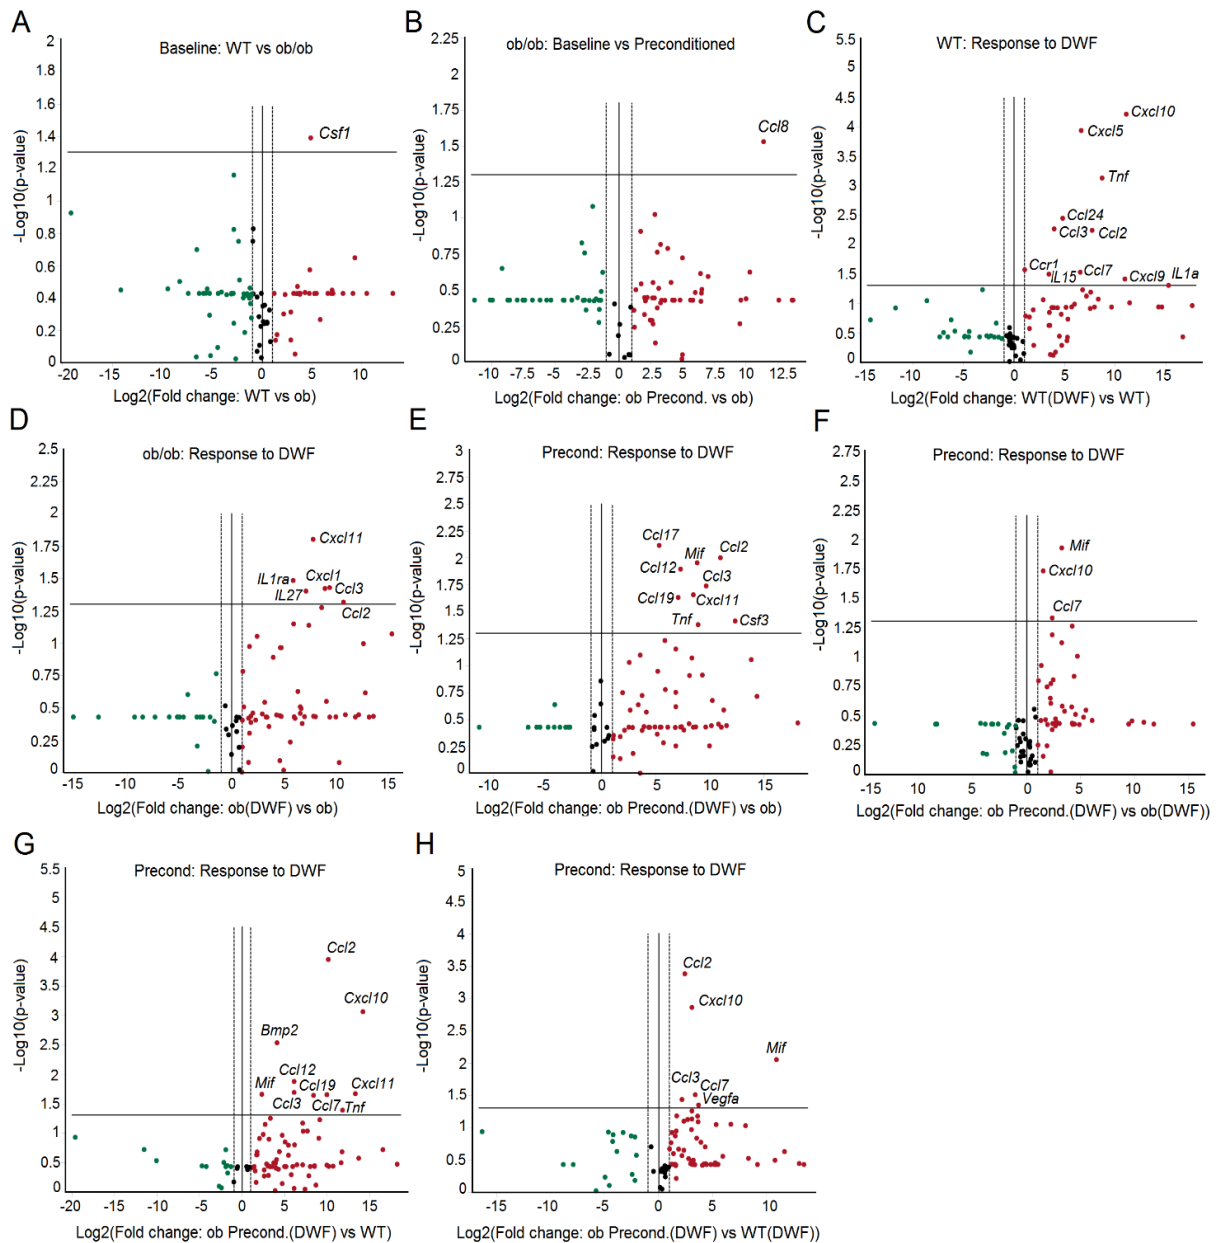 A
Baseline: WT vs ob/ob
-Log10(p-value)
2
1.8
1.6
1.4
1.2
1
0.8
0.6
0.4
0.2
0
Csf1
-20 -15 -10 -5 0 5 10 15
Log2(Fold change: WT vs ob)
B
ob/ob: Baseline vs Preconditioned
-Log10(p-value)
2.25
2
1.75
1.5
1.25
1
0.75
0.5
0.25
0
Ccl8
-10 -7.5 -5 -2.5 0 2.5 5 7.5 10 12.5
Log2(Fold change: ob Precond. vs ob)
C
WT: Response to DWF
-Log10(p-value)
5.5
5
4.5
4
3.5
3
2.5
2
1.5
1
0.5
0
Cxcl10
Cxcl5
Tnf
Ccl24
Ccl3 Ccl2
Ccr1 IL15 Ccl7 Cxcl9 IL1a
-15 -10 -5 0 5 10 15
Log2(Fold change: WT(DWF) vs WT)
D
ob/ob: Response to DWF
-Log10(p-value)
2.5
2.25
2
1.75
1.5
1.25
1
0.75
0.5
0.25
0
Cxcl11
IL1ra Cxcl1
IL27 Ccl3
Ccl2
-15 -10 -5 0 5 10 15
Log2(Fold change: ob(DWF) vs ob)
E
Precond: Response to DWF
-Log10(p-value)
3
2.5
2.5
2.25
2
1.75
1.5
1.25
1
0.75
0.5
0.25
0
Ccl17
Mif Ccl2
Ccl12 Ccl3
Ccl19 Cxcl11
Tnf Csf3
-10 -5 0 5 10 15
Log2(Fold change: ob Precond.(DWF) vs ob)
F
Precond: Response to DWF
-Log10(p-value)
2.75
2.5
2.25
2
1.75
1.5
1.25
1
0.75
0.5
0.25
0
Mif
Cxcl10
Ccl7
-15 -10 -5 0 5 10 15
Log2(Fold change: ob Precond.(DWF) vs ob(DWF))
G
Precond: Response to DWF
-Log10(p-value)
5.5
5
4.5
4
3.5
3
2.5
2
1.5
1
0.5
0
Ccl2
Cxcl10
Bmp2
Ccl12
Mif Ccl19 Cxcl11
Ccl3 Ccl7 Tnf
-20 -15 -10 -5 0 5 10 15
Log2(Fold change: ob Precond.(DWF) vs WT)
H
Precond: Response to DWF
-Log10(p-value)
5
4.5
4
3.5
3
2.5
2
1.5
1
0.5
0
Ccl2
Cxcl10
Mif
Ccl3 Ccl7
Vegfa
-15 -10 -5 0 5 10
Log2(Fold change: ob Precond.(DWF) vs WT(DWF))